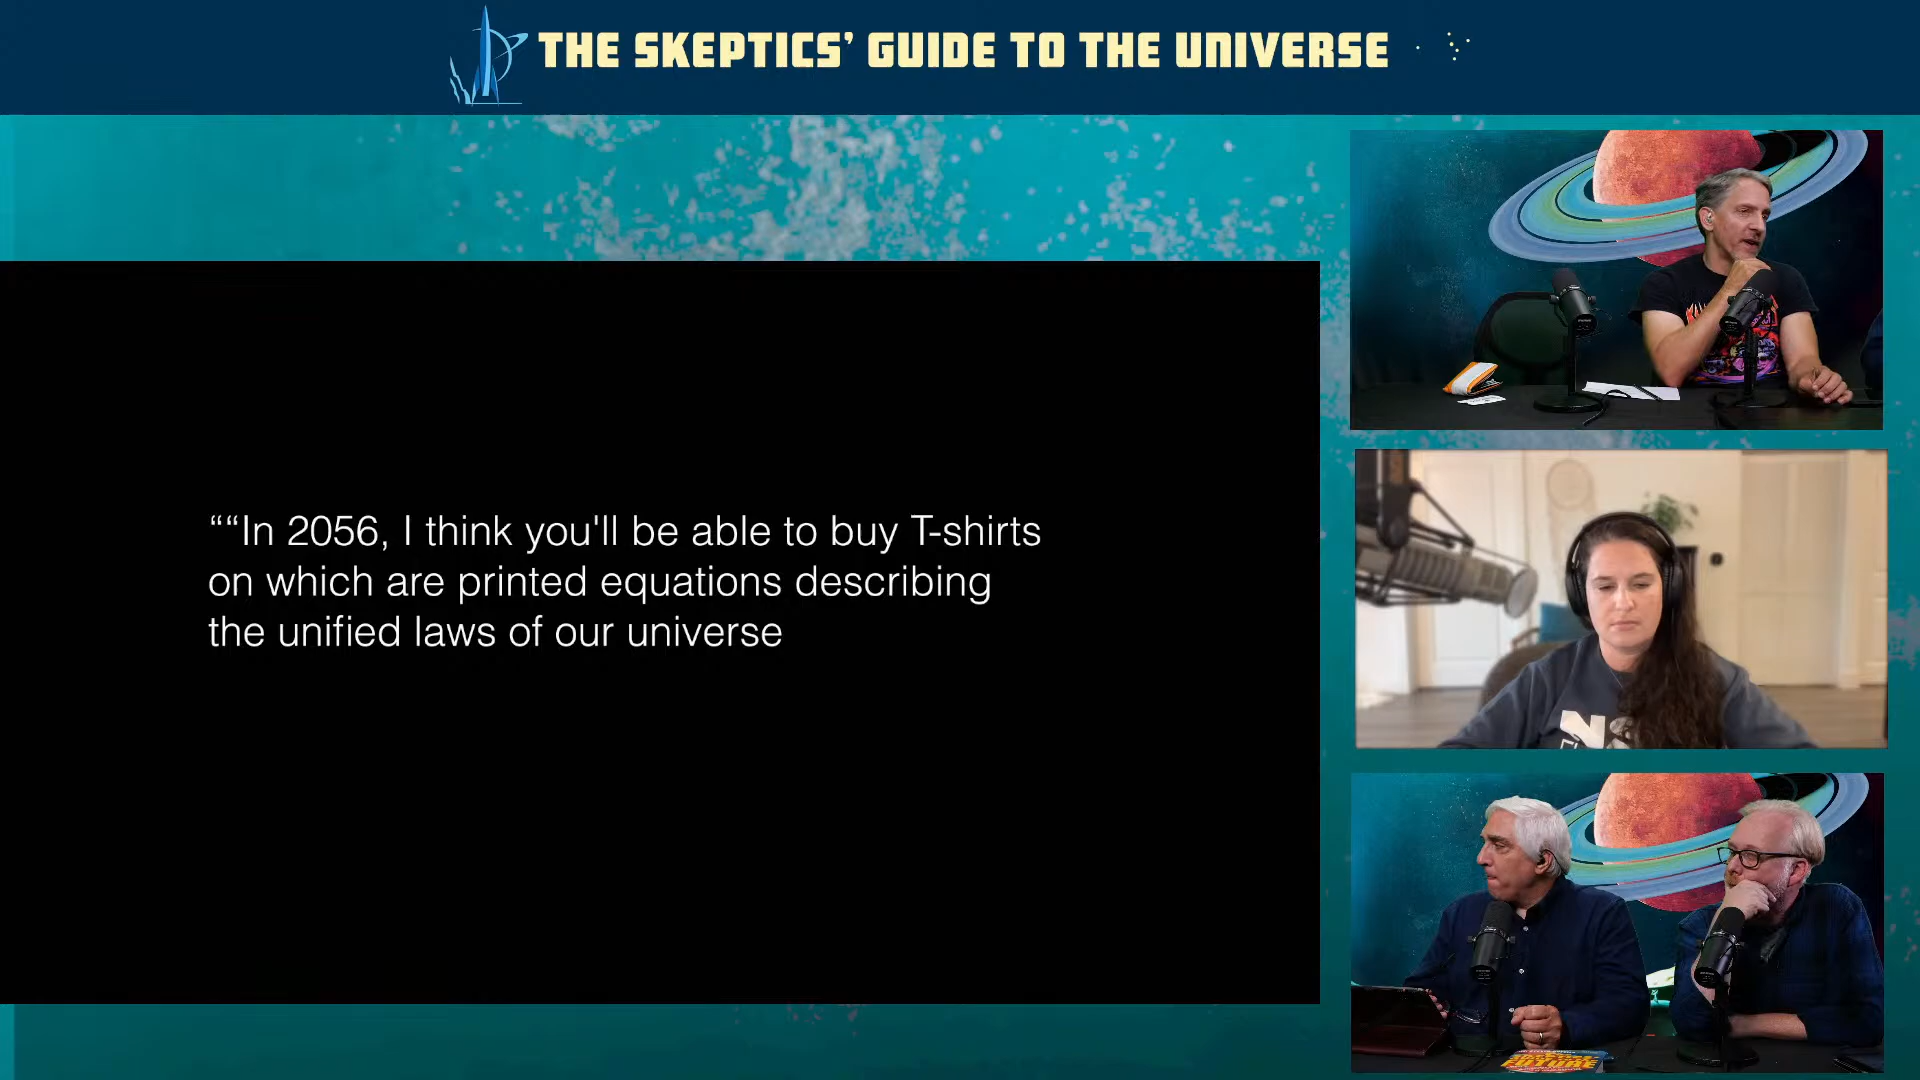 THE SKEPTICS’ GUIDE TO THE UNIVERSE
““In 2056, I think you'll be able to buy T-shirts
on which are printed equations describing
the unified laws of our universe
FUTURE